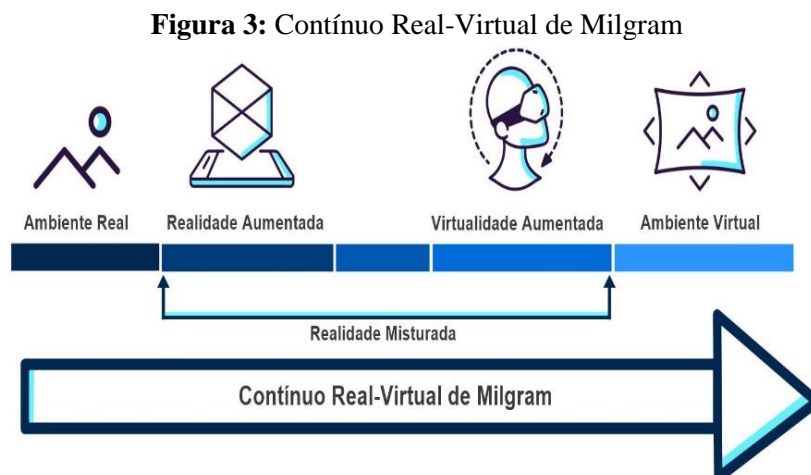 Figura 3: Contínuo Real-Virtual de Milgram
Ambiente Real
Realidade Aumentada
Virtualidade Aumentada
Ambiente Virtual
Realidade Misturada
Contínuo Real-Virtual de Milgram